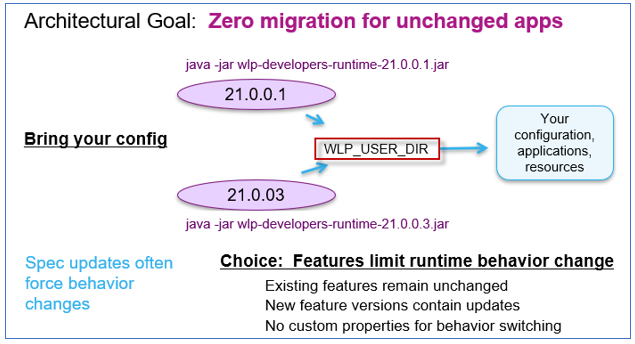 Architectural Goal: Zero migration for unchanged apps
java -jar wlp-developers-runtime-21.0.0.1.jar
21.0.0.1
Bring your config
WLP_USER_DIR
Your
configuration,
applications,
resources
21.0.03
java -jar wlp-developers-runtime-21.0.0.3.jar
Spec updates often
force behavior
changes
Choice: Features limit runtime behavior change
Existing features remain unchanged
New feature versions contain updates
No custom properties for behavior switching